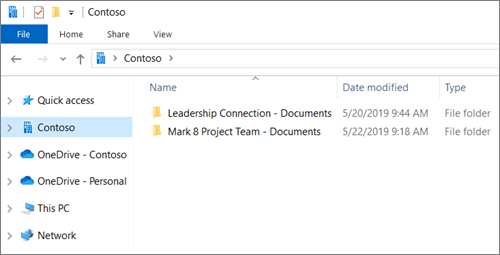 Contoso
File Home Share View
Contoso
Name Date modified Type
Quick access
Contoso
OneDrive - Contoso
OneDrive - Personal
This PC
Network
Leadership Connection - Documents 5/20/2019 9:44 AM File folder
Mark 8 Project Team - Documents 5/22/2019 9:18 AM File folder